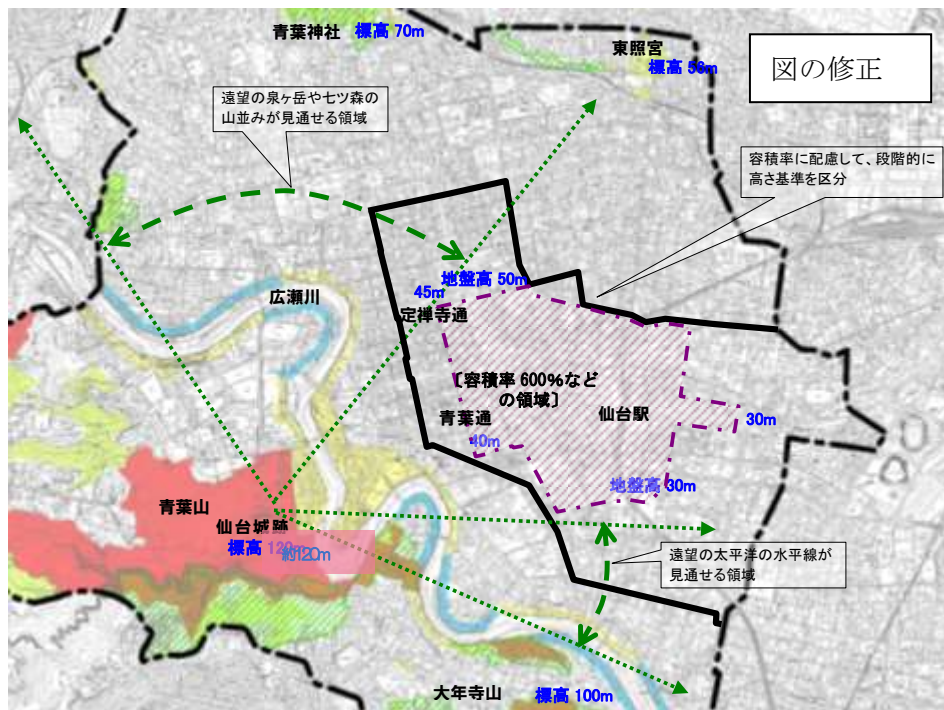 青葉神社 標高 70m
東照宮
標高 58m
図の修正
遠望の泉ヶ岳や七ツ森の
山並みが見通せる領域
容積率に配慮して、段階的に
高さ基準を区分
地盤高 50m
45m
広瀬川
定禅寺通
〔容積率 600％など
の領域〕
青葉通
仙台駅
30m
40m
地盤高 30m
青葉山
仙台城跡
標高 120m
約120m
遠望の太平洋の水平線が
見通せる領域
大年寺山 標高 100m